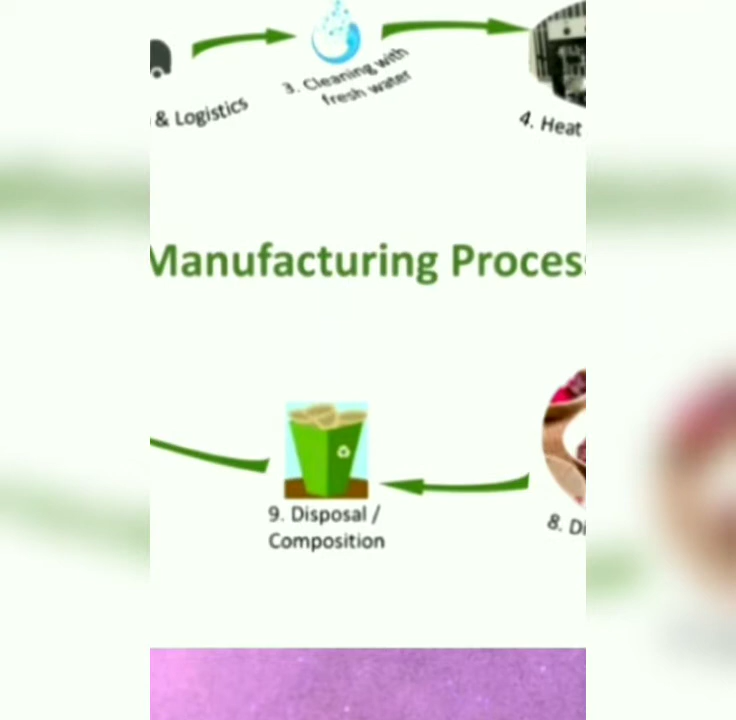 & Logistics
3. Cleaning with
fresh water
4. Heat
Manufacturing Proces
9. Disposal /
Composition
8. Di